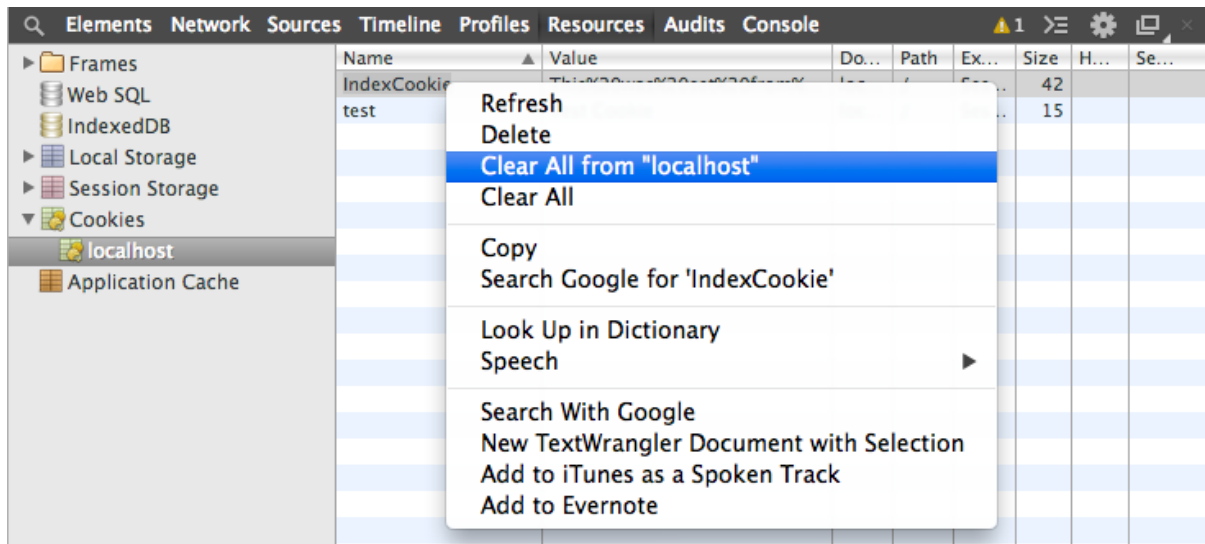 Elements Network Sources Timeline Profiles Resources Audits Console 1
Name Value Do... Path Ex... Size H... Se...
Frames
Web SQL
IndexedDB
Local Storage
Session Storage
Cookies
localhost
Application Cache
IndexCookie 42
test 15
Refresh
Delete
Clear All from "localhost"
Clear All
Copy
Search Google for 'IndexCookie'
Look Up in Dictionary
Speech
Search With Google
New TextWrangler Document with Selection
Add to iTunes as a Spoken Track
Add to Evernote